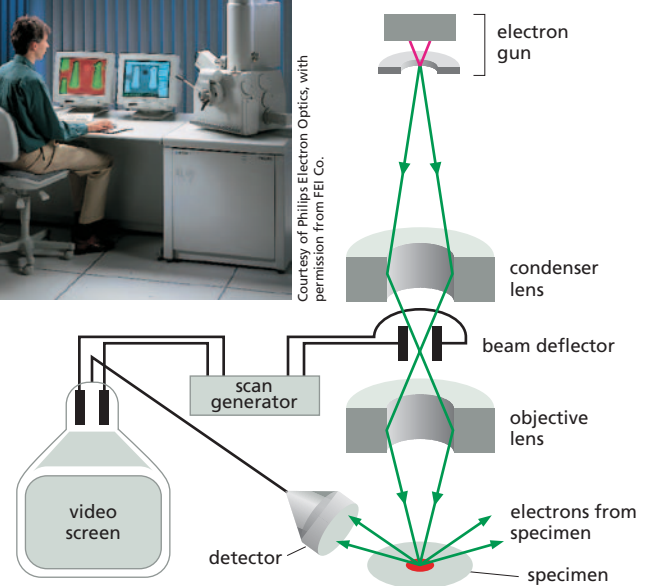 Courtesy of Philips Electron Optics, with
permission from FEI Co.
electron
gun
condenser
lens
beam deflector
scan
generator
objective
lens
video
screen
electrons from
specimen
detector
specimen